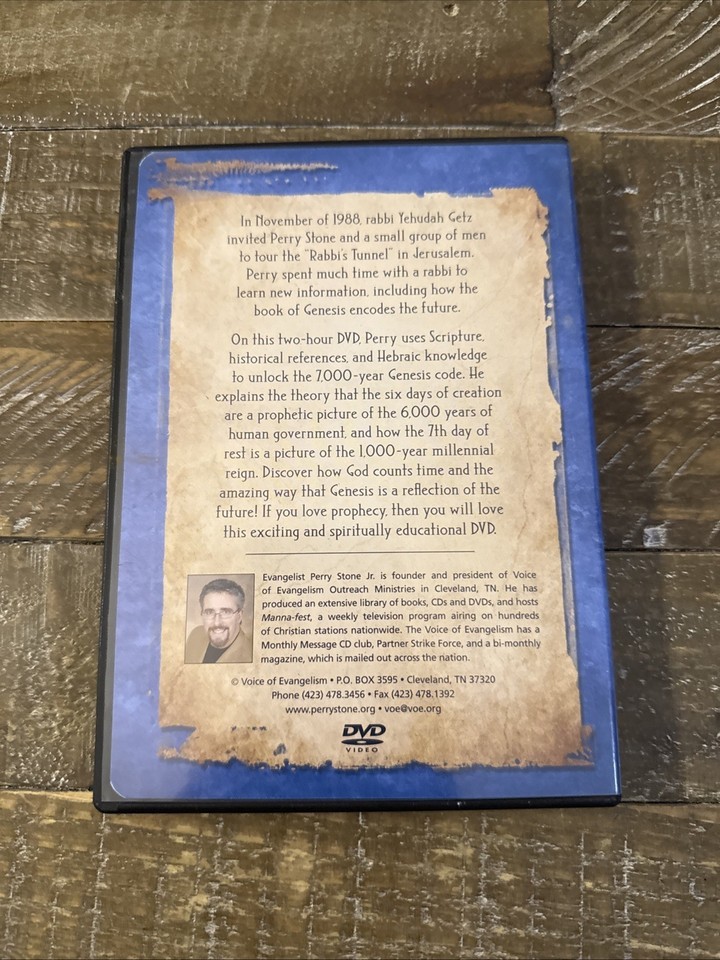 In November of 1988, rabbi Yehudah Getz
invited Perry Stone and a small group of men
to tour the "Rabbi's Tunnel" in Jerusalem.
Perry spent much time with a rabbi to
learn new information, including how the
book of Genesis encodes the future.
On this two-hour DVD, Perry uses Scripture,
historical references, and Hebraic knowledge
to unlock the 7,000-year Genesis code. He
explains the theory that the six days of creation
are a prophetic picture of the 6,000 years of
human government, and how the 7th day of
rest is a picture of the 1,000-year millennial
reign. Discover how God counts time and the
amazing way that Genesis is a reflection of the
future! If you love prophecy, then you will love
this exciting and spiritually educational DVD.
Evangelist Perry Stone Jr. is founder and president of Voice
of Evangelism Outreach Ministries in Cleveland, TN. He has
produced an extensive library of books, CDs and DVDs, and hosts
Manna-fest, a weekly television program airing on hundreds
of Christian stations nationwide. The Voice of Evangelism has a
Monthly Message CD club, Partner Strike Force, and a bi-monthly
magazine, which is mailed out across the nation.
© Voice of Evangelism • P.O. BOX 3595 • Cleveland, TN 37320
Phone (423) 478.3456 • Fax (423) 478.1392
www.perrystone.org • voe@voe.org
DVD
VIDEO